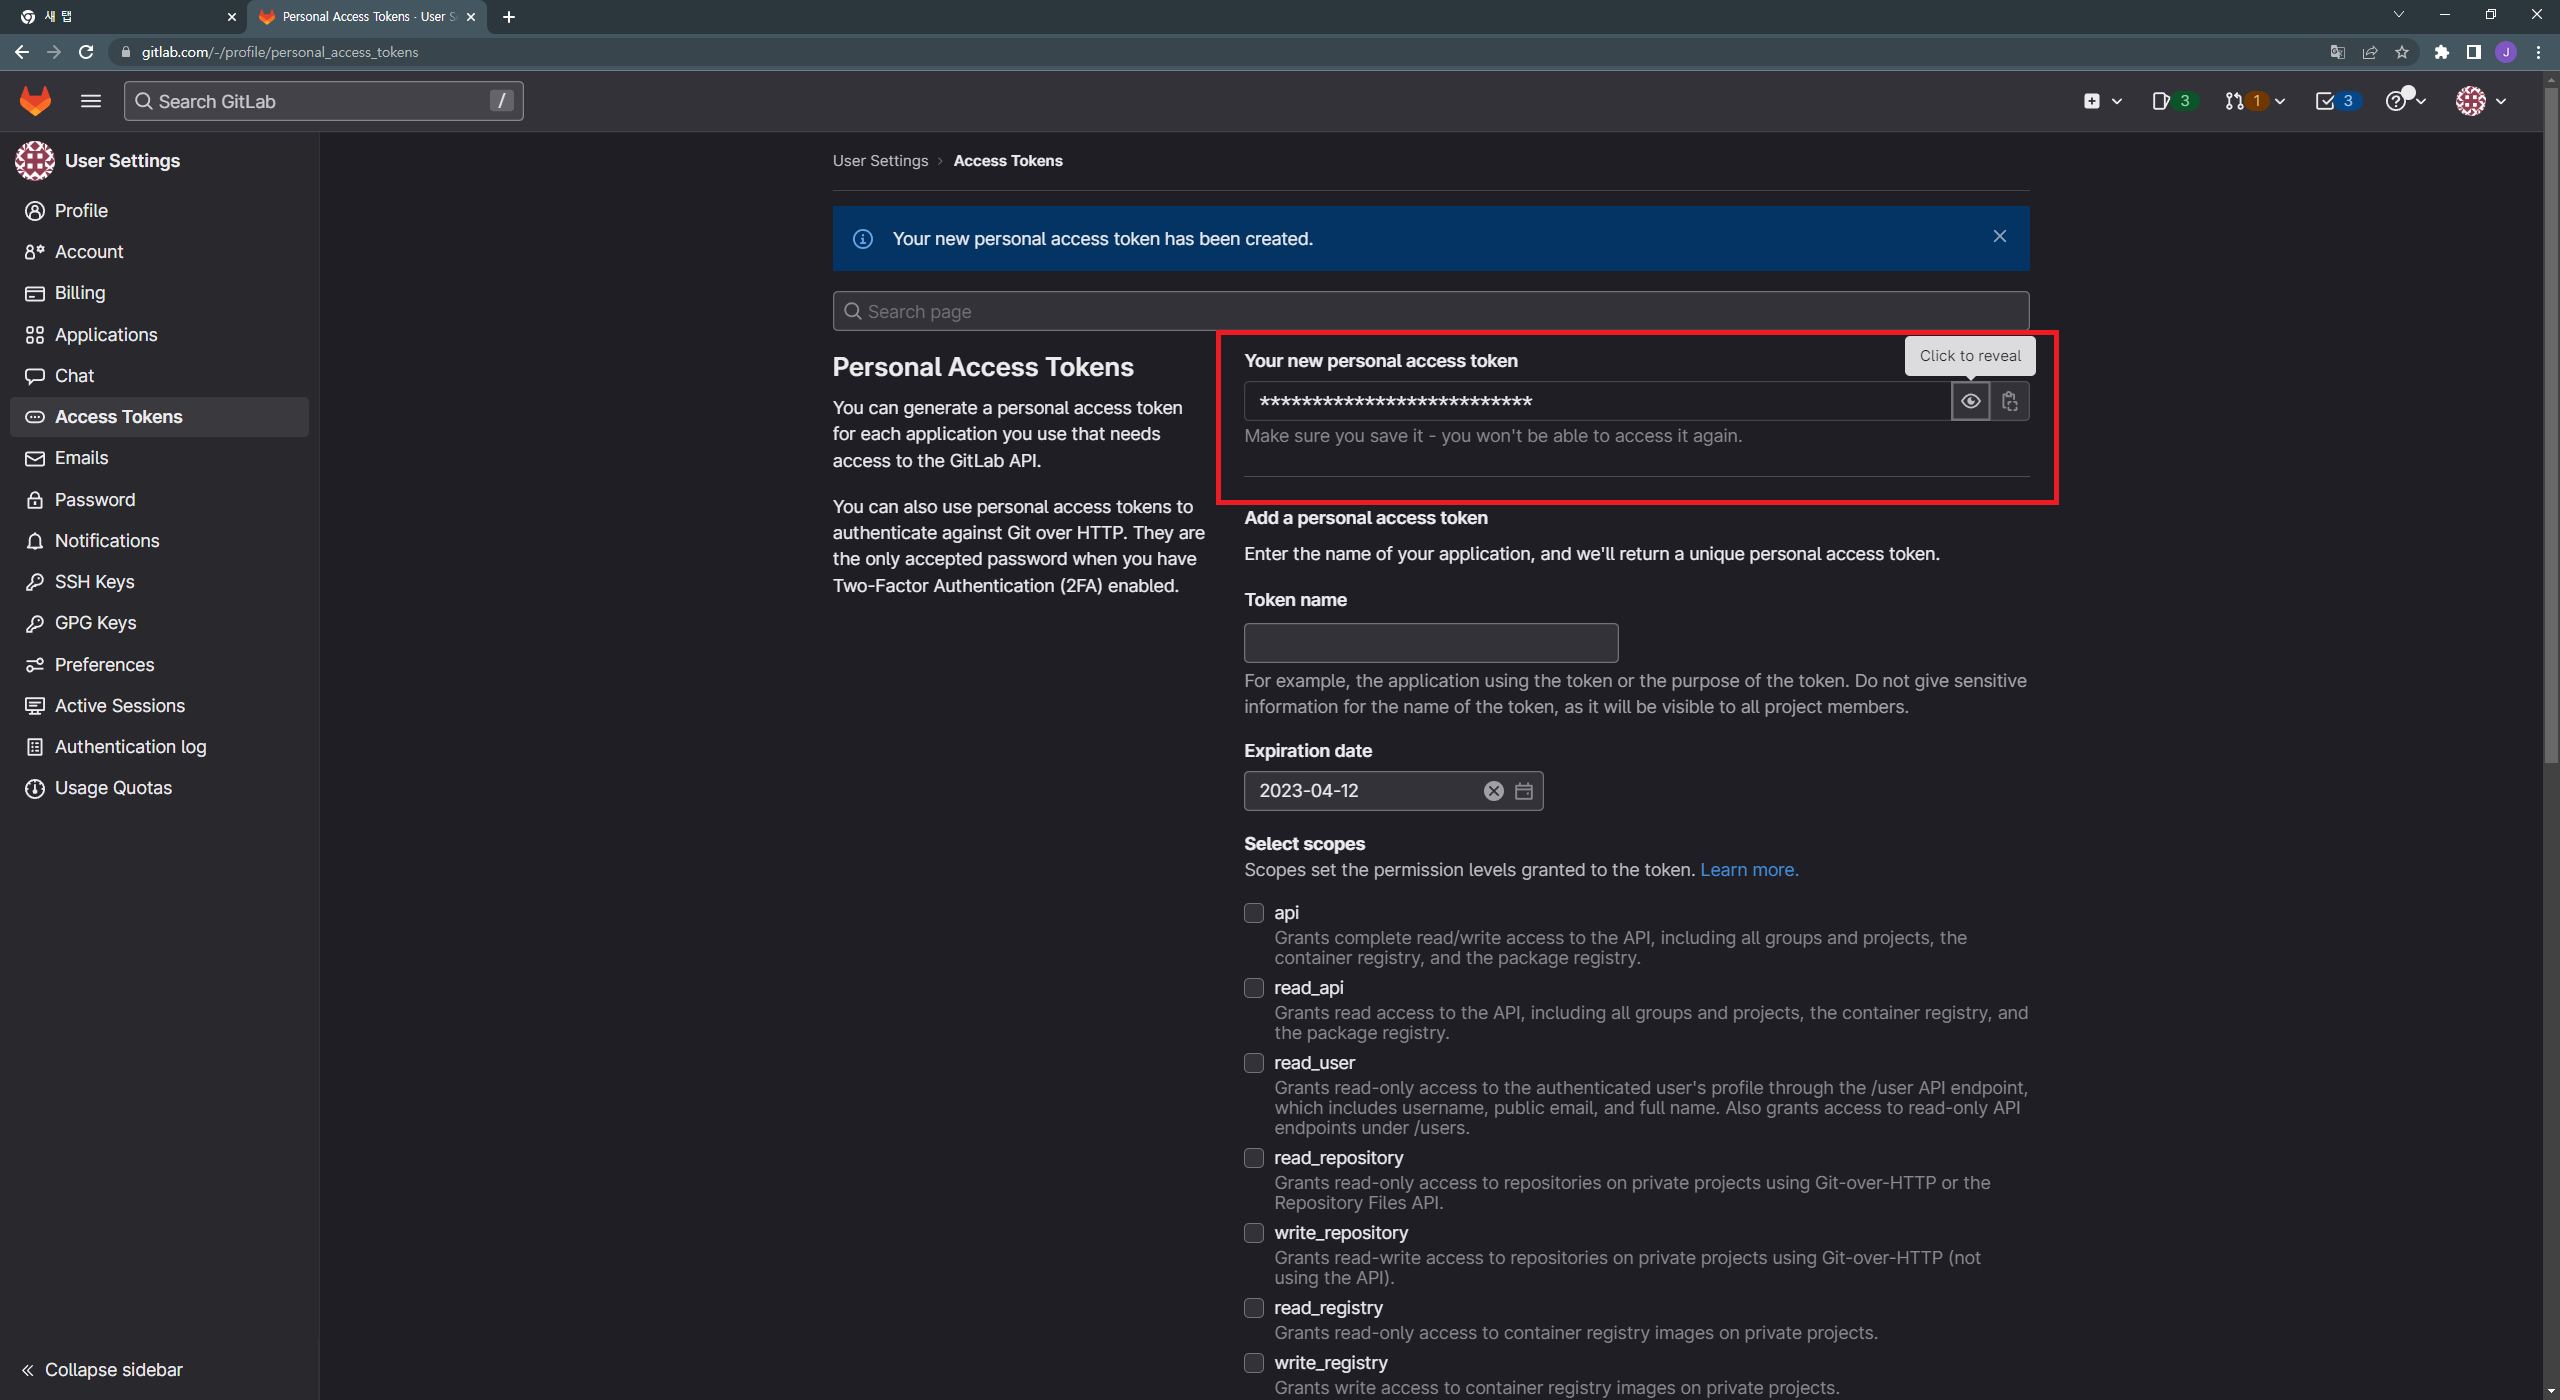 새 탭
Personal Access Tokens · User S
gitlab.com/-/profile/personal_access_tokens
J
Search GitLab
/
3
1
3
User Settings
Profile
Account
Billing
Applications
Chat
Access Tokens
Emails
Password
Notifications
SSH Keys
GPG Keys
Preferences
Active Sessions
Authentication log
Usage Quotas
Collapse sidebar
User Settings › Access Tokens
Your new personal access token has been created.
Search page
Personal Access Tokens
You can generate a personal access token
for each application you use that needs
access to the GitLab API.
You can also use personal access tokens to
authenticate against Git over HTTP. They are
the only accepted password when you have
Two-Factor Authentication (2FA) enabled.
Your new personal access token
Click to reveal
**************************
Make sure you save it - you won't be able to access it again.
Add a personal access token
Enter the name of your application, and we'll return a unique personal access token.
Token name
For example, the application using the token or the purpose of the token. Do not give sensitive
information for the name of the token, as it will be visible to all project members.
Expiration date
2023-04-12
Select scopes
Scopes set the permission levels granted to the token. Learn more.
api
Grants complete read/write access to the API, including all groups and projects, the
container registry, and the package registry.
read_api
Grants read access to the API, including all groups and projects, the container registry, and
the package registry.
read_user
Grants read-only access to the authenticated user's profile through the /user API endpoint,
which includes username, public email, and full name. Also grants access to read-only API
endpoints under /users.
read_repository
Grants read-only access to repositories on private projects using Git-over-HTTP or the
Repository Files API.
write_repository
Grants read-write access to repositories on private projects using Git-over-HTTP (not
using the API).
read_registry
Grants read-only access to container registry images on private projects.
write_registry
Grants write access to container registry images on private projects.